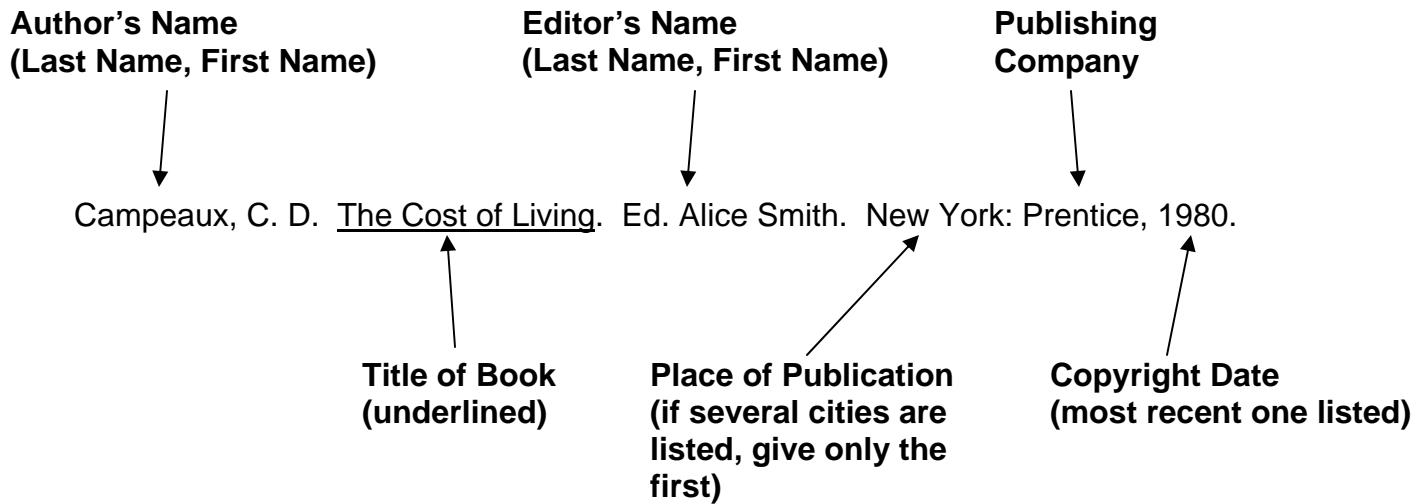 Author’s Name
(Last Name, First Name)
Editor’s Name
(Last Name, First Name)
Publishing
Company
Campeaux, C. D.  The Cost of Living.  Ed. Alice Smith.  New York: Prentice, 1980.
Title of Book
(underlined)
Place of Publication
(if several cities are
listed, give only the
first)
Copyright Date
(most recent one listed)